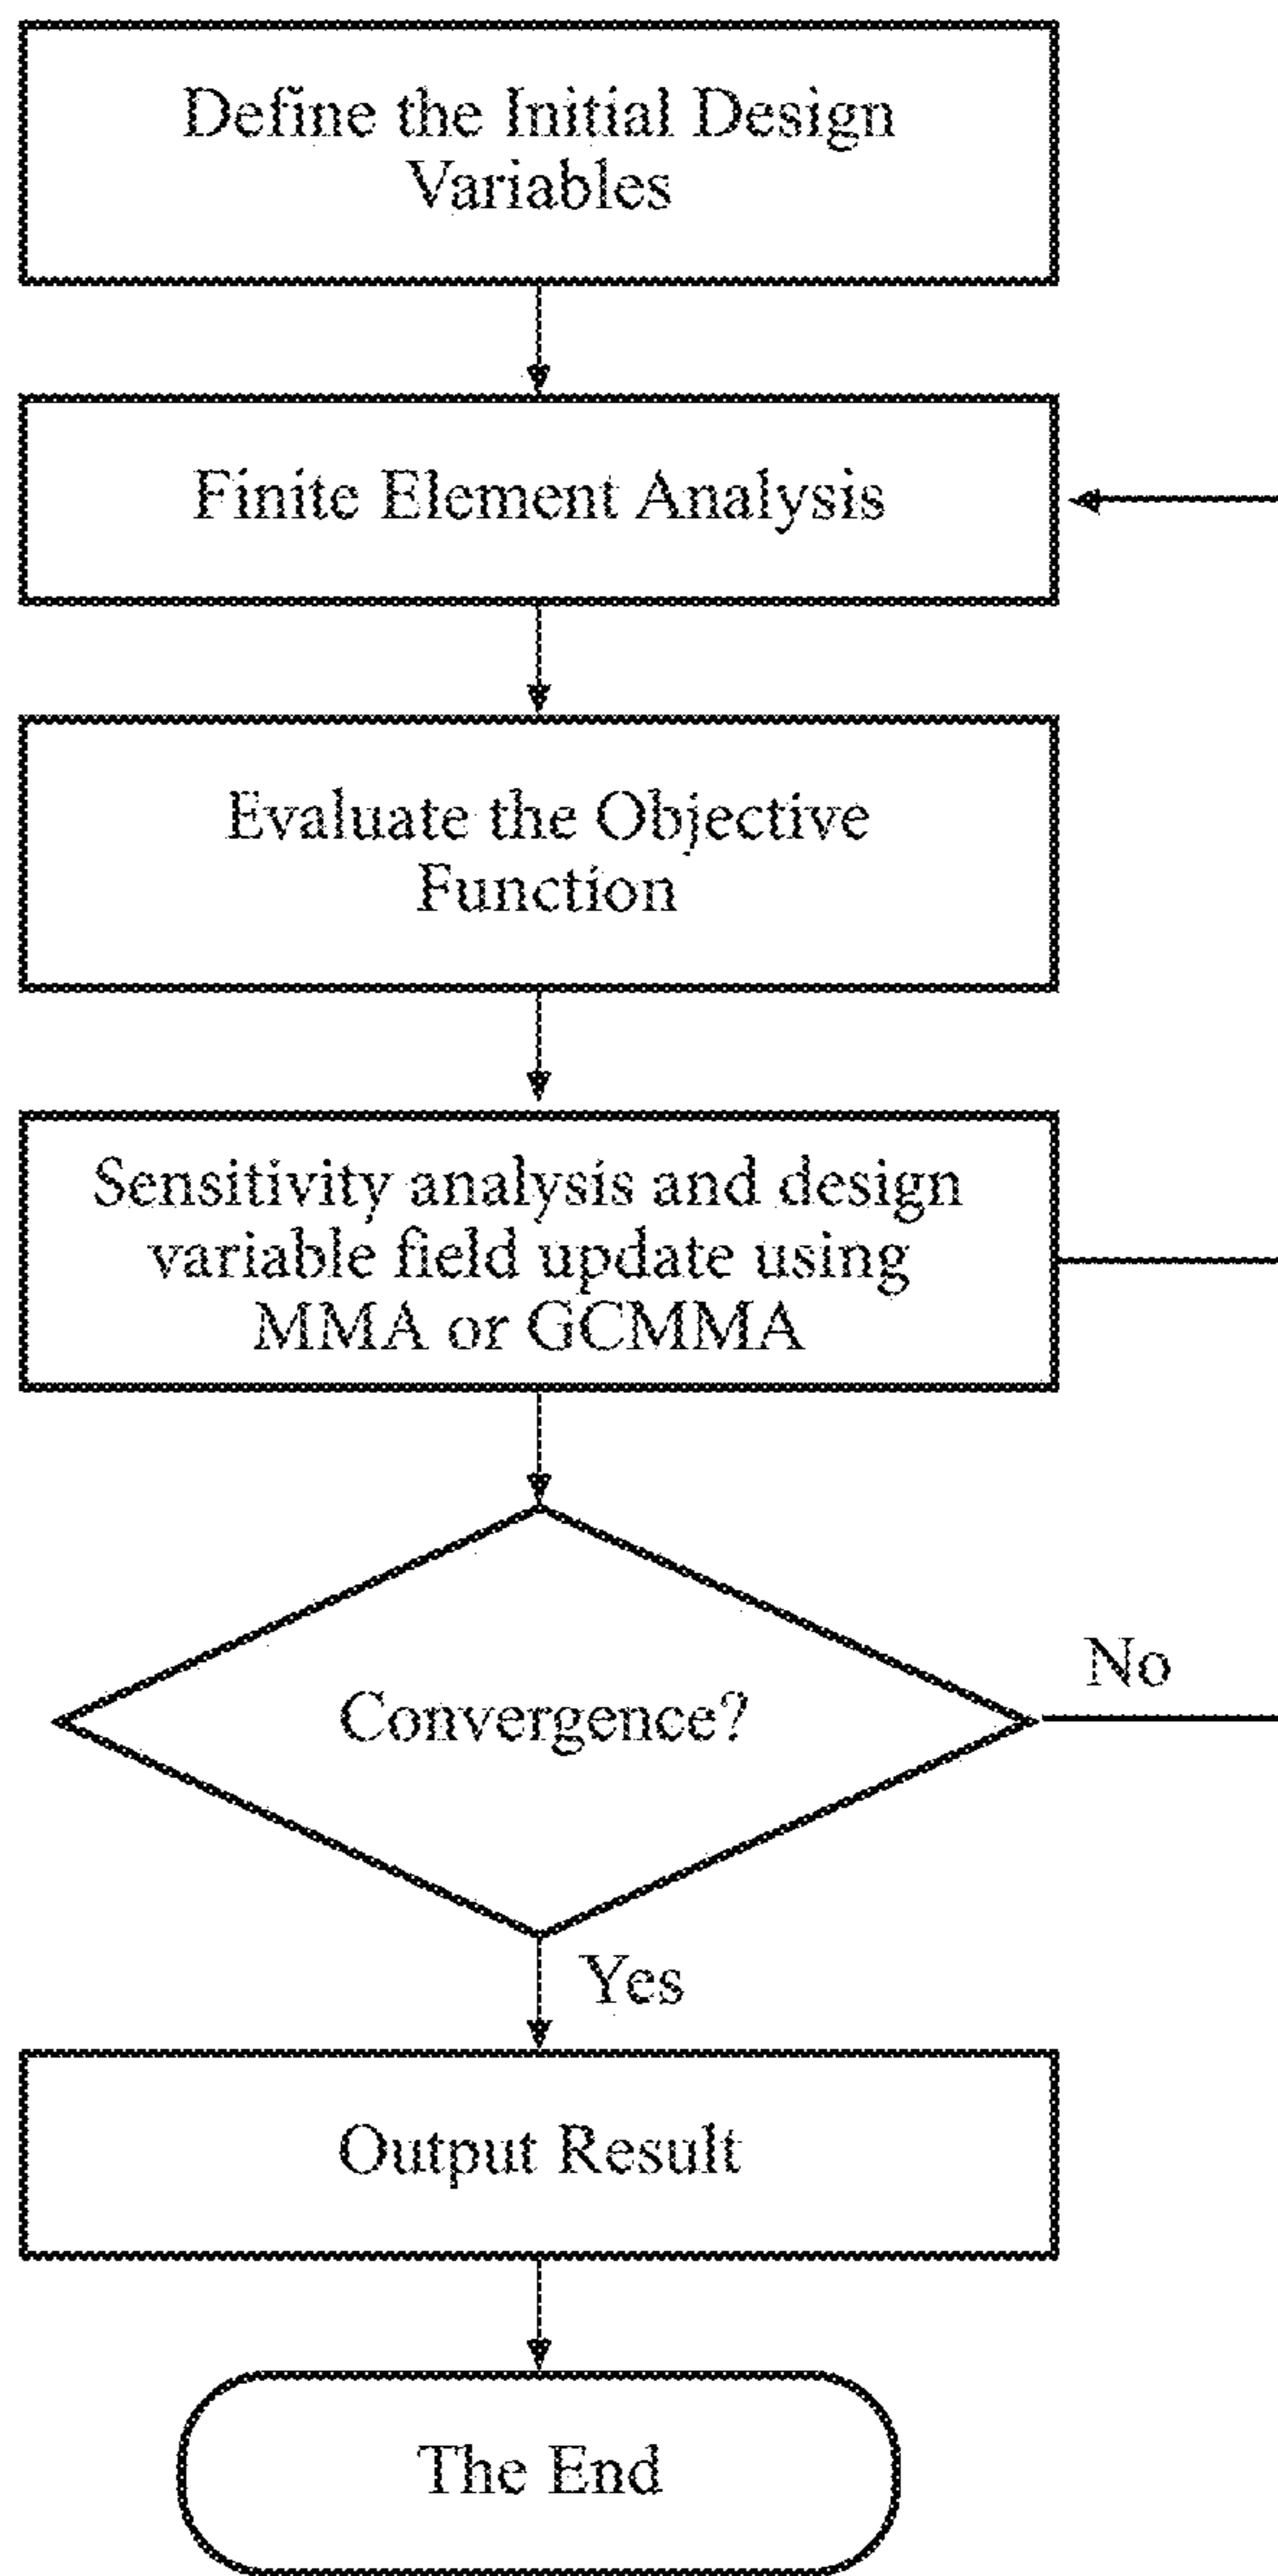 Define the Initial Design
Variables
Finite Element Analysis
Evaluate the Objective
Function
Sensitivity analysis and design
variable field update using
MMA or GCMMA
Convergence?
No
Yes
Output Result
The End